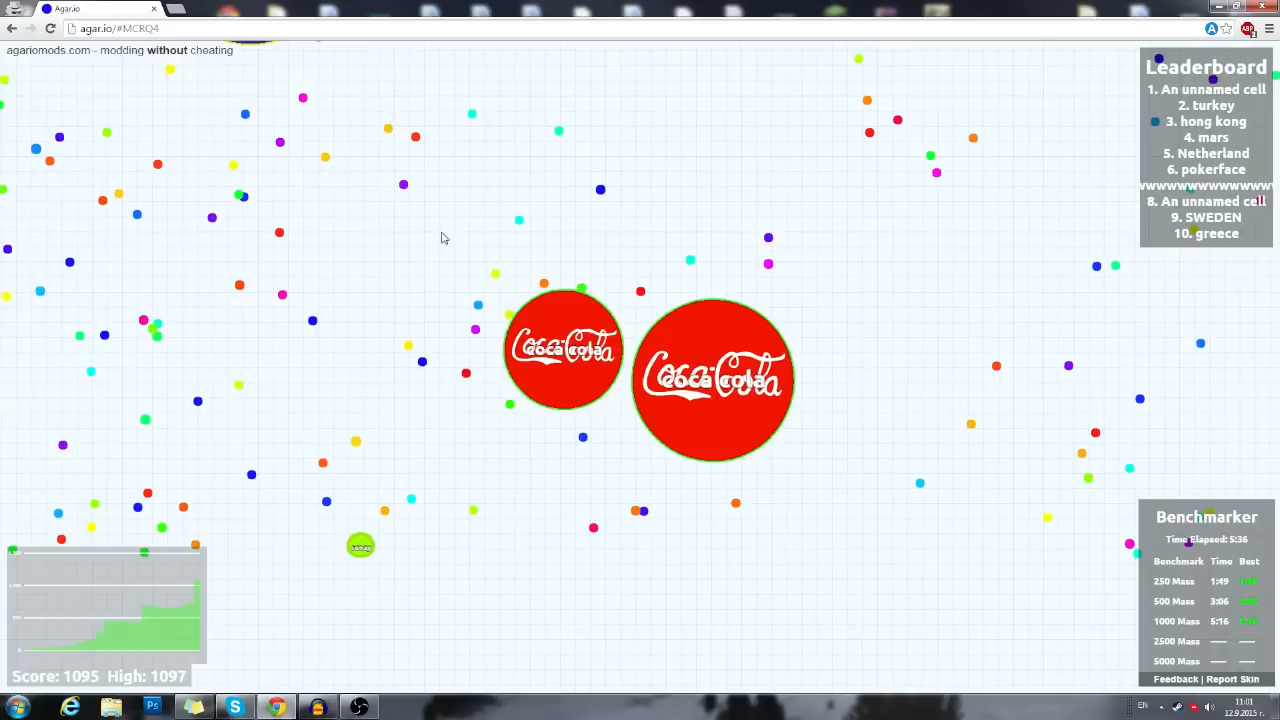 Agar.io
agar.io/#MCRQ4
agariomods.com - modding without cheating
Leaderboard
1. An unnamed cell
2. turkey
3. hong kong
4. mars
5. Netherland
6. pokerface
wwwwwwwwwwwwww
8. An unnamed cell
9. SWEDEN
10. greece
Coca-Cola
coca cola
Coca-Cola
coca cola
Benchmarker
Time Elapsed: 5:36
Benchmark Time Best
250 Mass 1:49
500 Mass 3:06
1000 Mass 5:16
2500 Mass —— ——
5000 Mass —— ——
Feedback | Report Skin
Score: 1095 High: 1097
EN
11:01
12.9.2015 г.